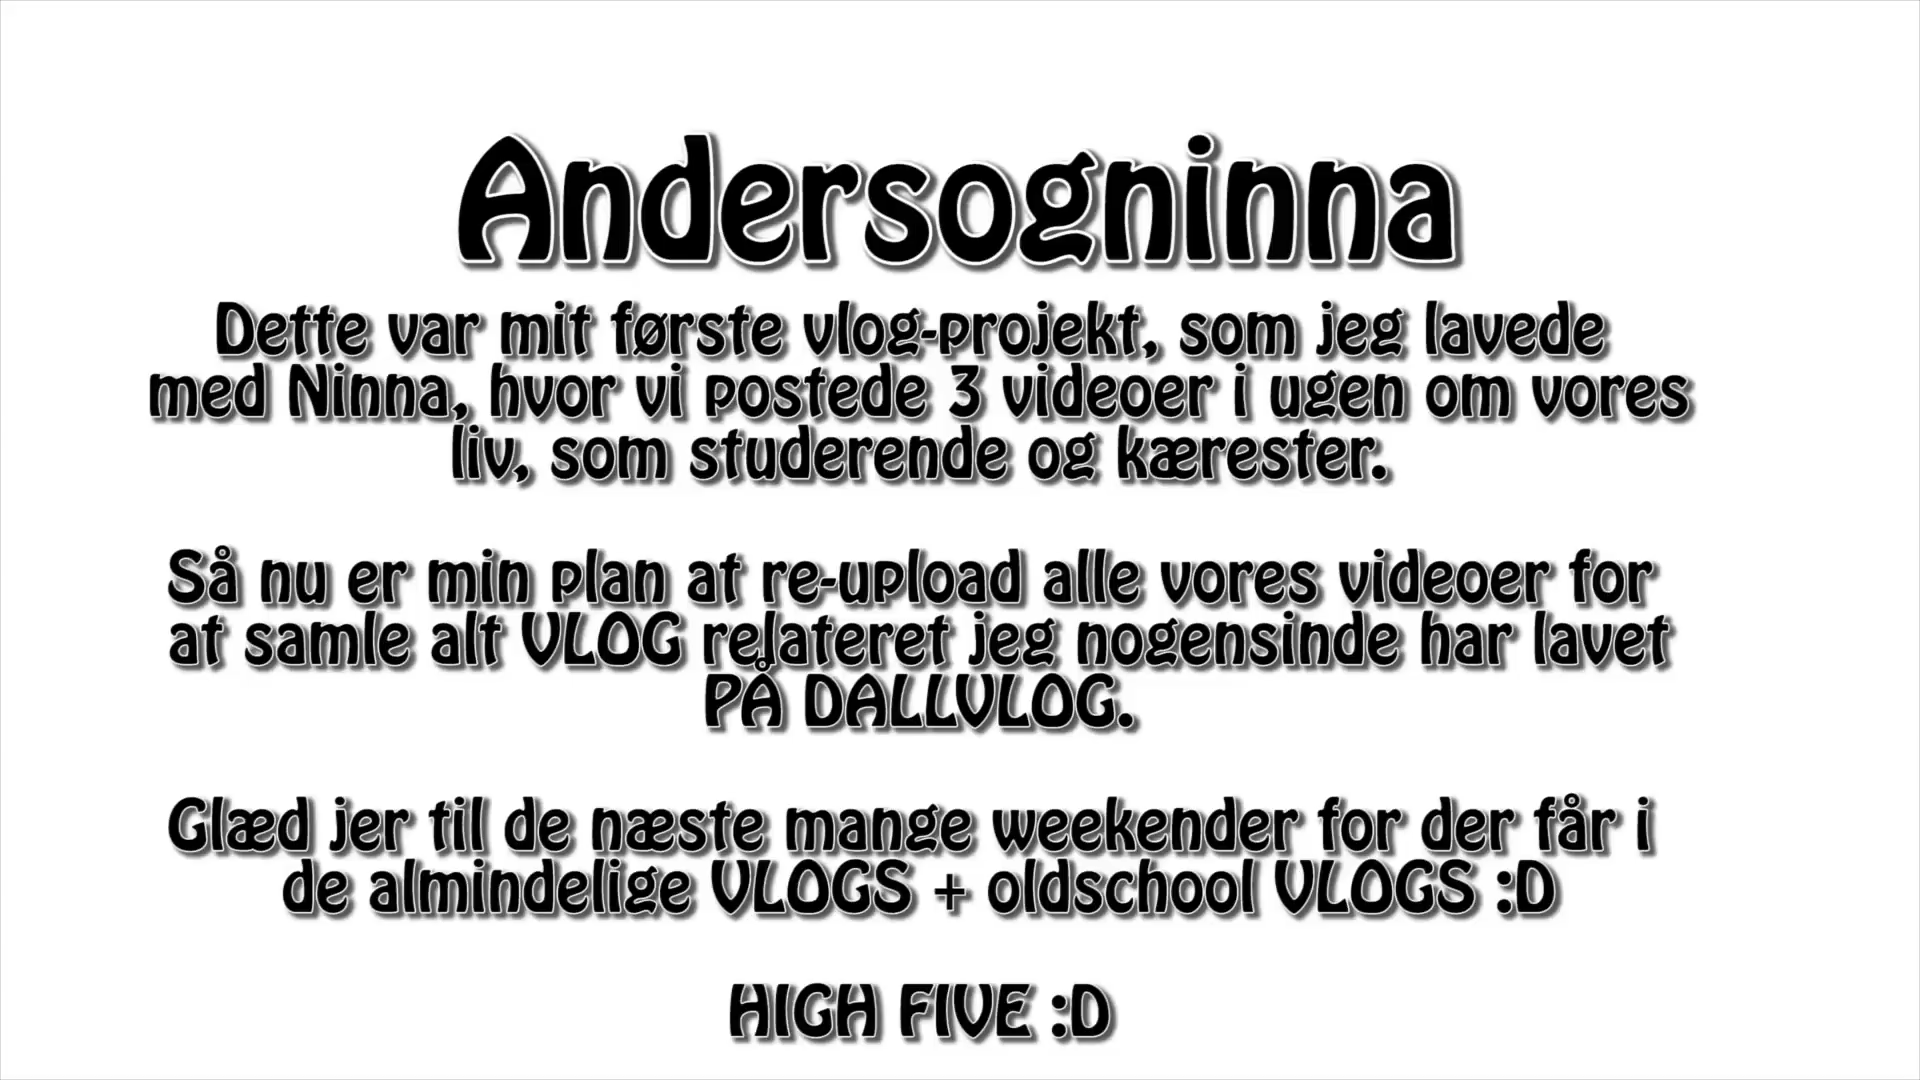 Andersogninna
Dette var mit første vlog-projekt, som jeg lavede
med Ninna, hvor vi postede 3 videoer i ugen om vores
liv, som studerende og kærester.
Så nu er min plan at re-upload alle vores videoer for
at samle alt VLOG relateret jeg nogensinde har lavet
PÅ DALLVLOG.
Glæd jer til de næste mange weekender for der får i
de almindelige VLOGS + oldschool VLOGS :D
HIGH FIVE :D